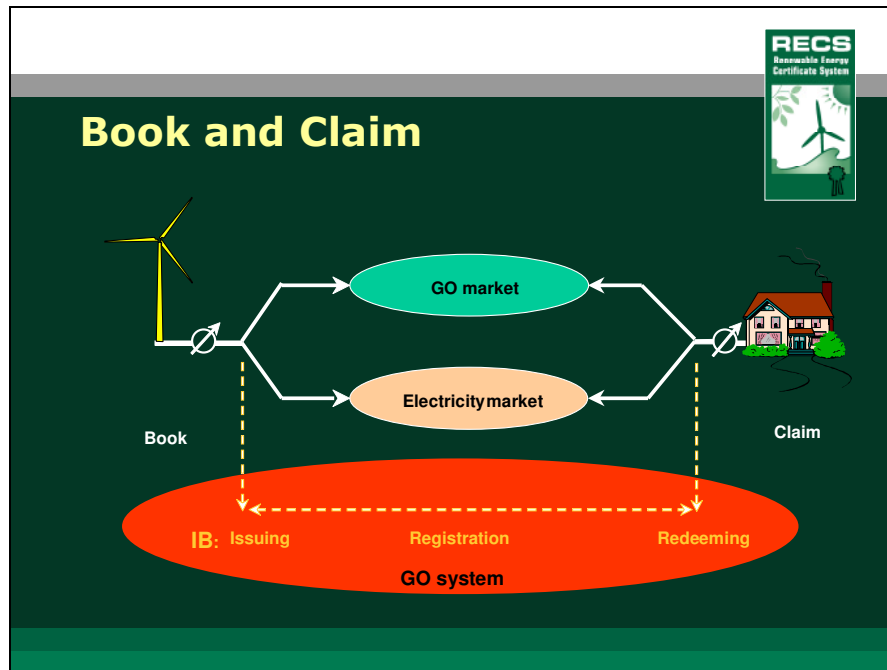 RECS
Renewable Energy
Certificate System
Book and Claim
GO market
Electricitymarket
Book
Claim
IB: Issuing Registration Redeeming
GO system